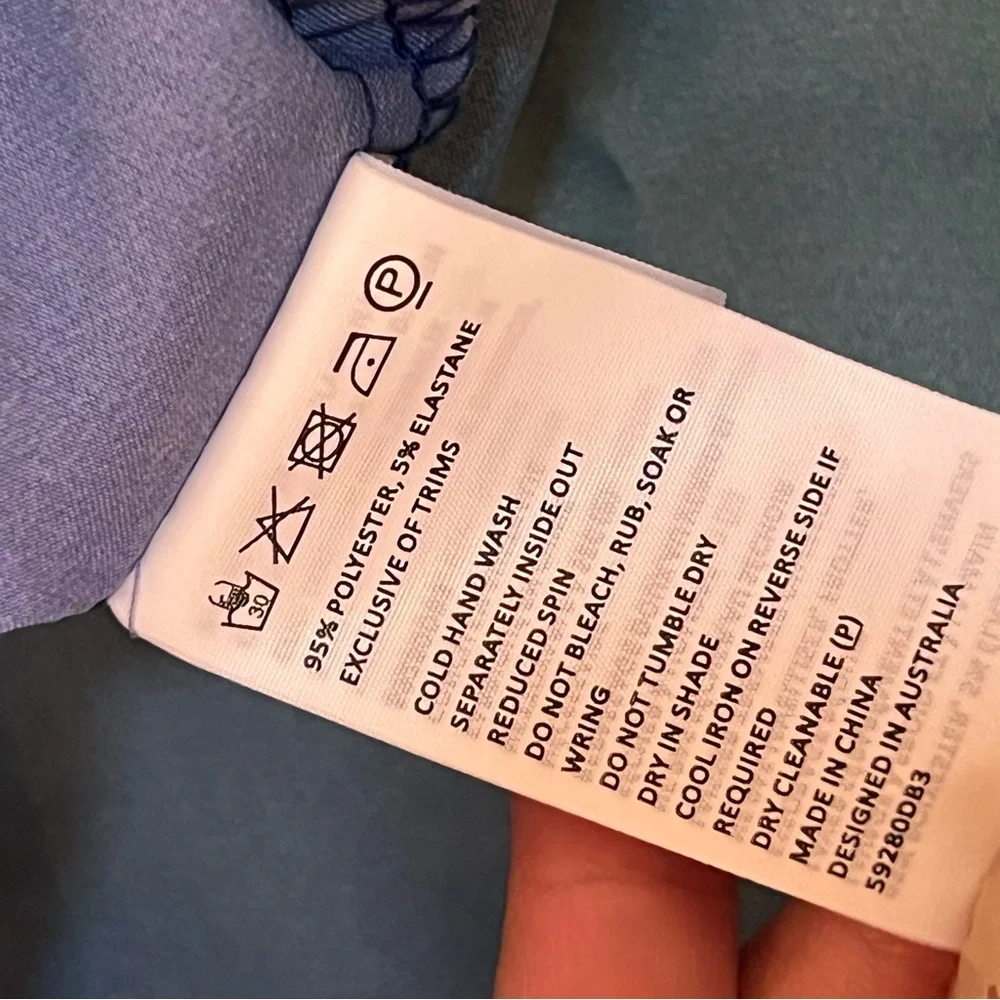 30
P
95% POLYESTER, 5% ELASTANE
EXCLUSIVE OF TRIMS
COLD HAND WASH
SEPARATELY INSIDE OUT
REDUCED SPIN
DO NOT BLEACH, RUB, SOAK OR
WRING
DO NOT TUMBLE DRY
DRY IN SHADE
COOL IRON ON REVERSE SIDE IF
REQUIRED
DRY CLEANABLE (P)
MADE IN CHINA
DESIGNED IN AUSTRALIA
59280DB3